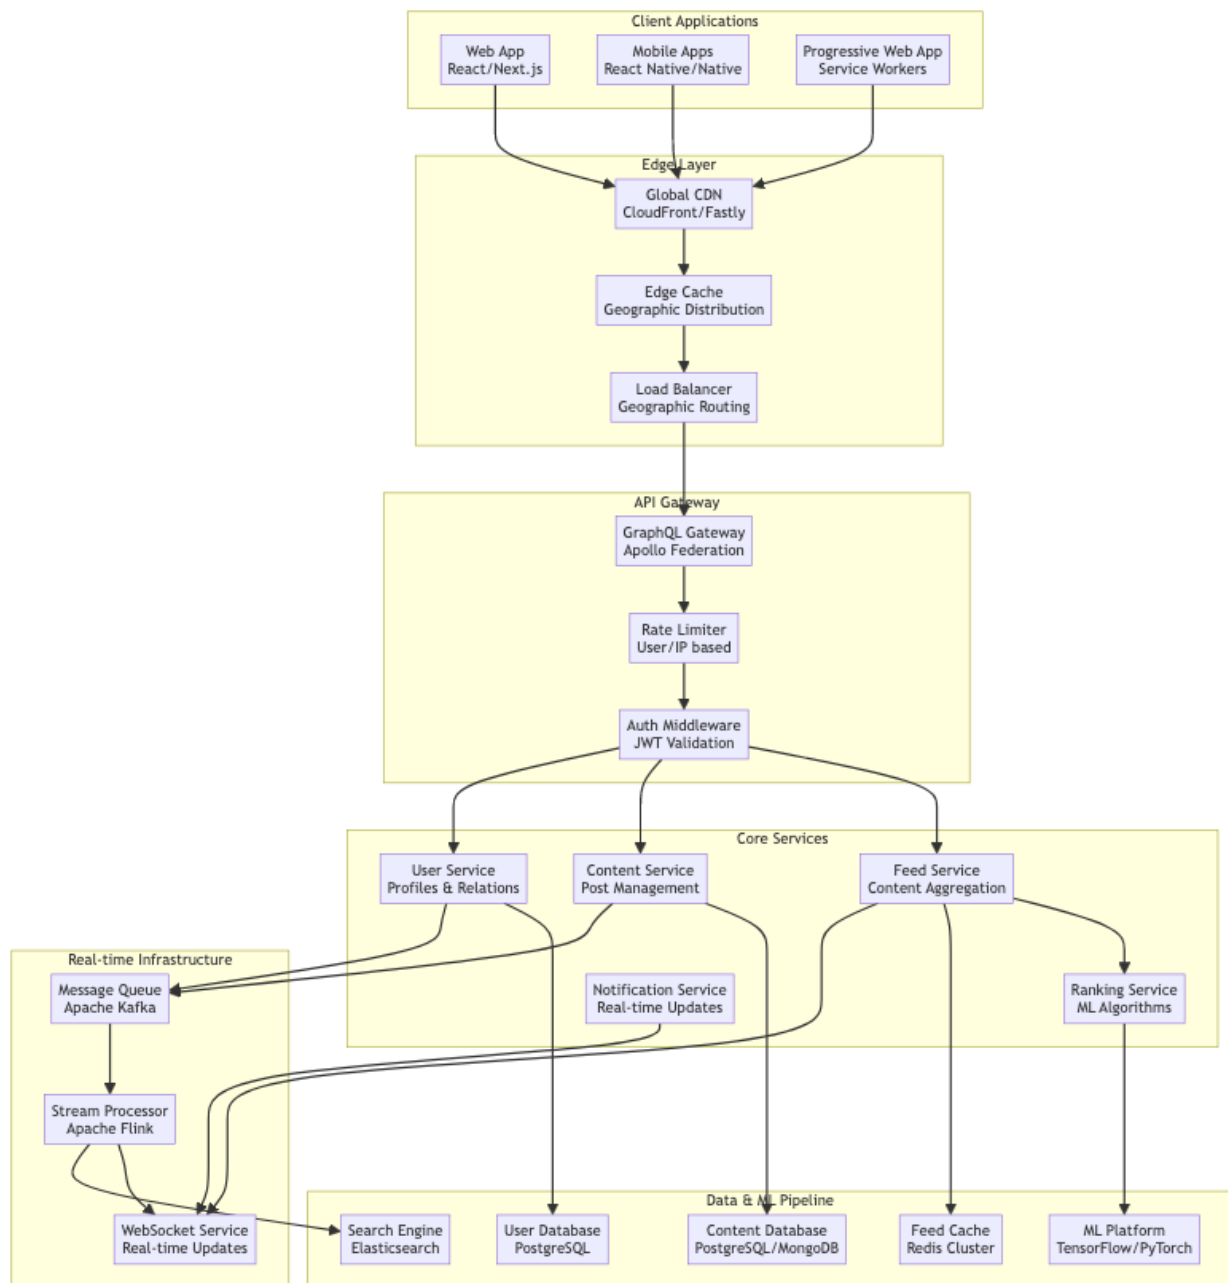 Client Applications
Web App
React/Next.js
Mobile Apps
React Native/Native
Progressive Web App
Service Workers
Edge Layer
Global CDN
CloudFront/Fastly
Edge Cache
Geographic Distribution
Load Balancer
Geographic Routing
API Gateway
GraphQL Gateway
Apollo Federation
Rate Limiter
User/IP based
Auth Middleware
JWT Validation
Core Services
User Service
Profiles & Relations
Content Service
Post Management
Feed Service
Content Aggregation
Notification Service
Real-time Updates
Ranking Service
ML Algorithms
Real-time Infrastructure
Message Queue
Apache Kafka
Stream Processor
Apache Flink
WebSocket Service
Real-time Updates
Data & ML Pipeline
Search Engine
Elasticsearch
User Database
PostgreSQL
Content Database
PostgreSQL/MongoDB
Feed Cache
Redis Cluster
ML Platform
TensorFlow/PyTorch